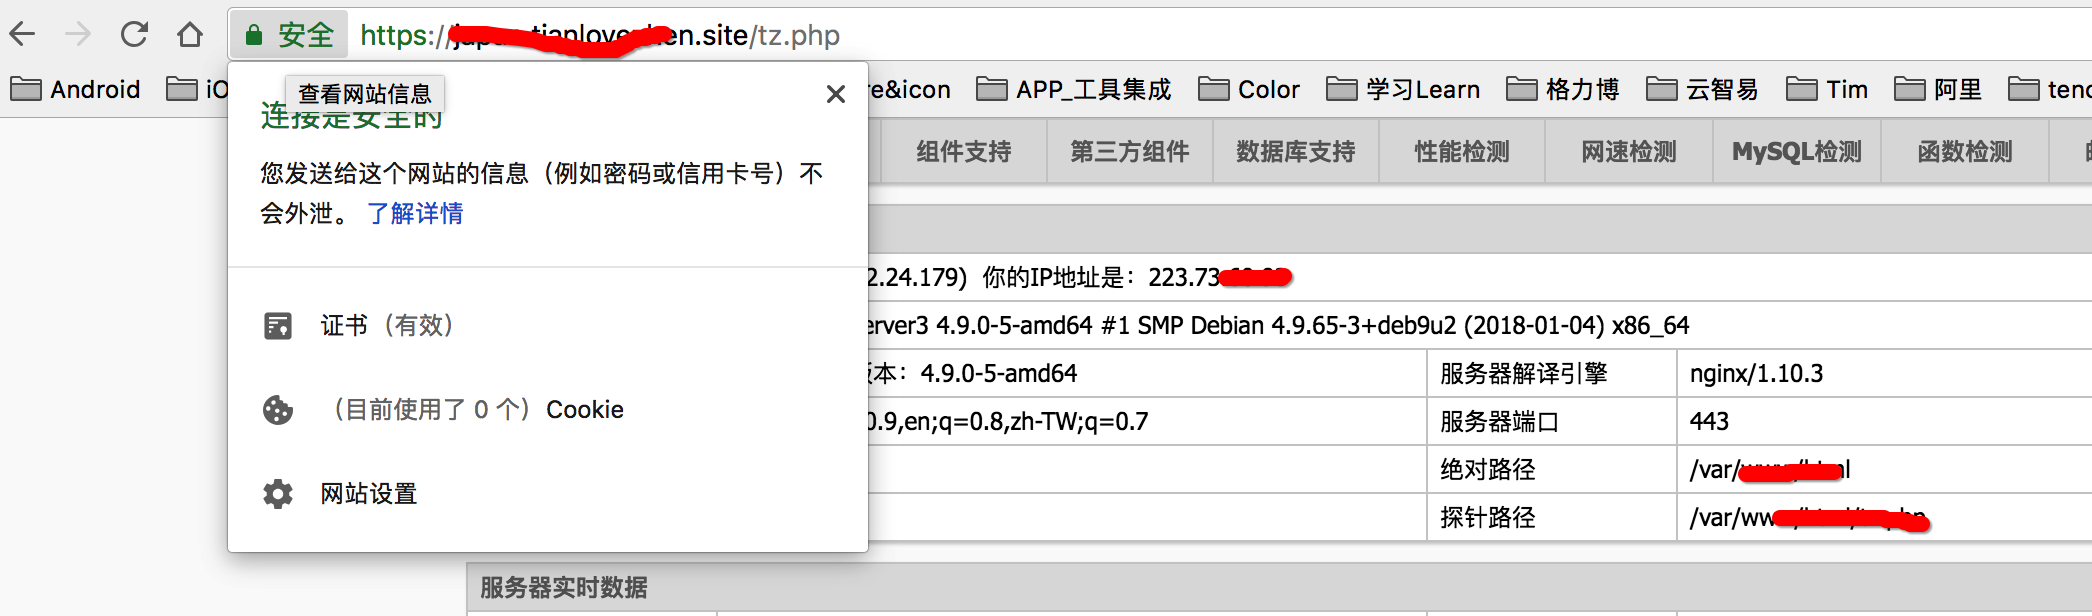 安全 https:// .site/tz.php
Android
查看网站信息
re&icon APP_工具集成 Color 学习Learn 格力博 云智易 Tim 阿里 tenc
连接是安全的
您发送给这个网站的信息（例如密码或信用卡号）不
会外泄。 了解详情
证书 （有效）
（目前使用了 0 个） Cookie
网站设置
组件支持 第三方组件 数据库支持 性能检测 网速检测 MySQL检测 函数检测
2.24.179) 你的IP地址是：223.73
erver3 4.9.0-5-amd64 #1 SMP Debian 4.9.65-3+deb9u2 (2018-01-04) x86_64
版本：4.9.0-5-amd64 服务器解译引擎 nginx/1.10.3
0.9,en;q=0.8,zh-TW;q=0.7 服务器端口 443
绝对路径 /var/
探针路径 /var/ww
服务器实时数据